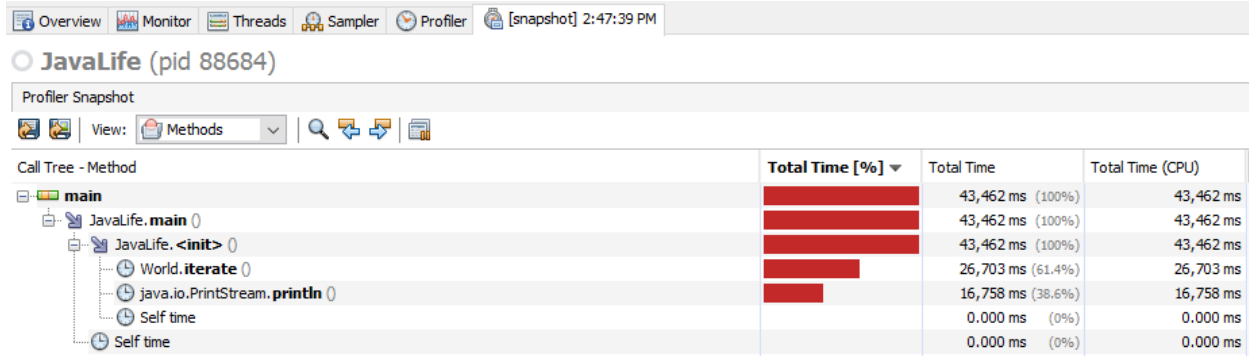 Overview Monitor Threads Sampler Profiler [snapshot] 2:47:39 PM
JavaLife (pid 88684)
Profiler Snapshot
View: Methods
Call Tree - Method Total Time [%] Total Time Total Time (CPU)
main 43,462 ms (100%) 43,462 ms
JavaLife.main () 43,462 ms (100%) 43,462 ms
JavaLife.<init> () 43,462 ms (100%) 43,462 ms
World.iterate () 26,703 ms (61.4%) 26,703 ms
java.io.PrintStream.println () 16,758 ms (38.6%) 16,758 ms
Self time 0.000 ms (0%) 0.000 ms
Self time 0.000 ms (0%) 0.000 ms